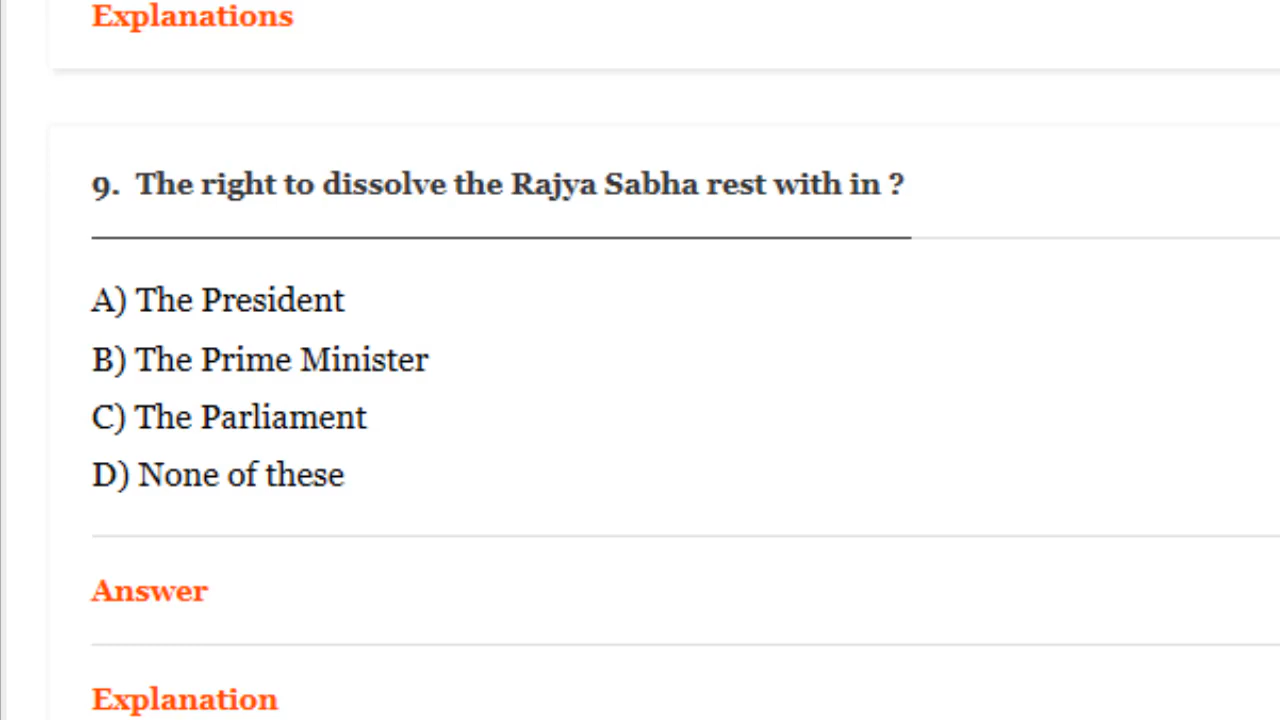 Explanations
9. The right to dissolve the Rajya Sabha rest with in ?
A) The President
B) The Prime Minister
C) The Parliament
D) None of these
Answer
Explanation